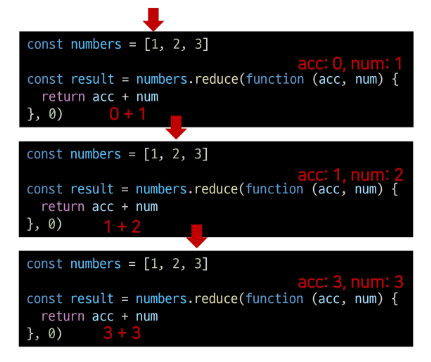 const numbers = [1, 2, 3]
acc: 0, num: 1
const result = numbers.reduce(function (acc, num) {
return acc + num
}, 0)
0 + 1
const numbers = [1, 2, 3]
acc: 1, num: 2
const result = numbers.reduce(function (acc, num) {
return acc + num
}, 0)
1 + 2
const numbers = [1, 2, 3]
acc: 3, num: 3
const result = numbers.reduce(function (acc, num) {
return acc + num
}, 0)
3 + 3